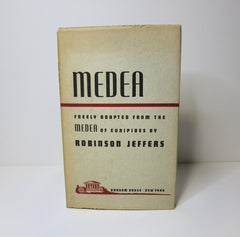 MEDEA
FREELY ADAPTED FROM THE
MEDEA OF EURIPIDES BY
ROBINSON JEFFERS
RANDOM HOUSE · NEW YORK